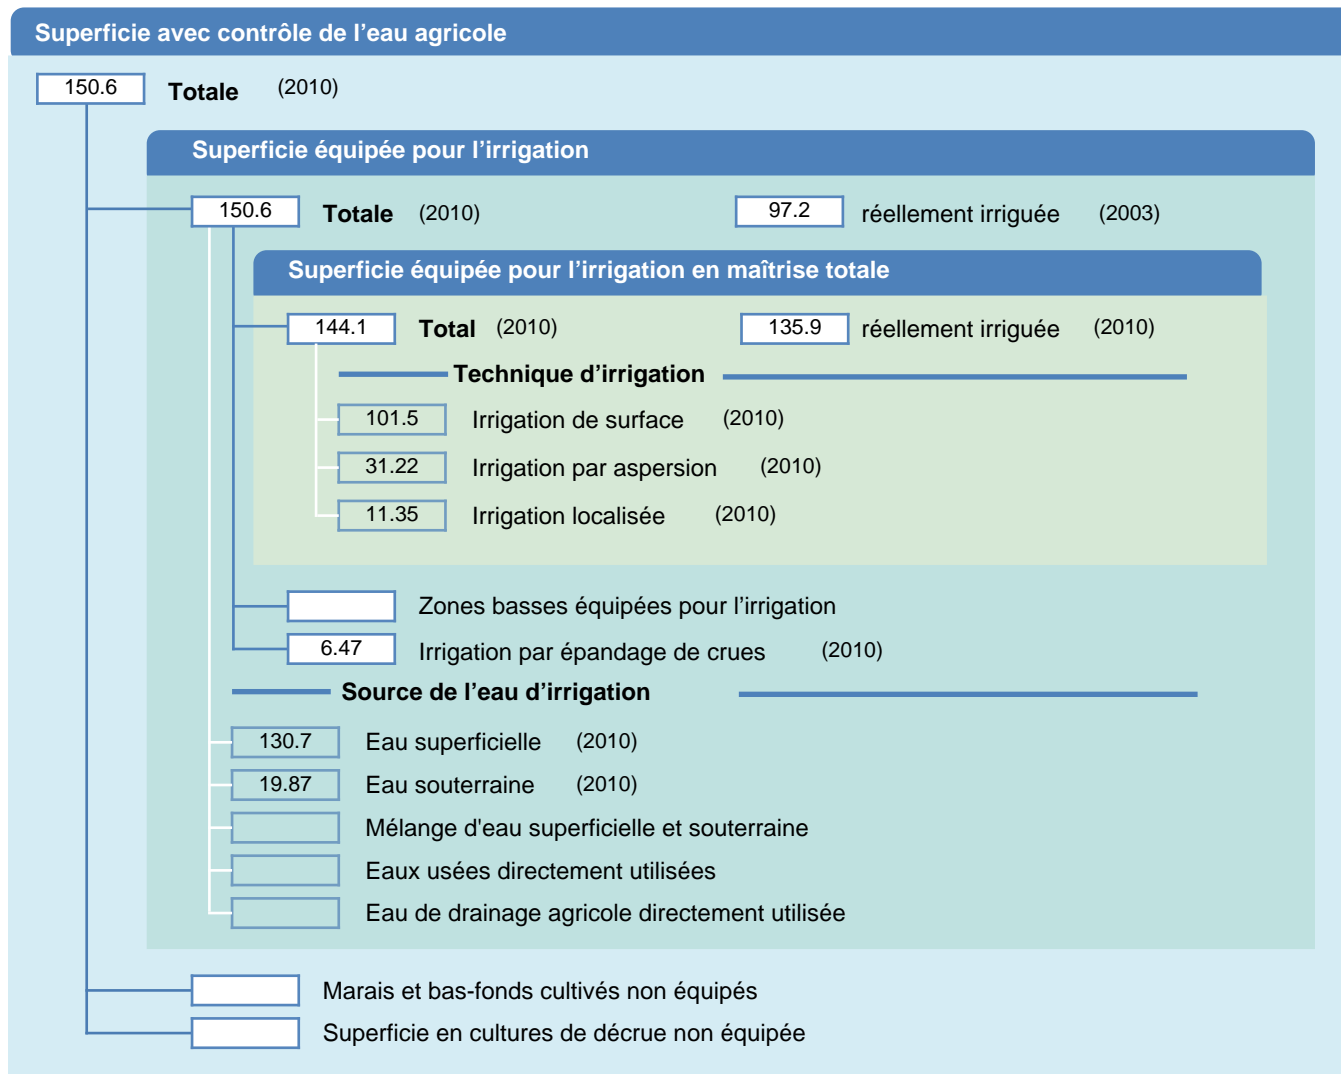 Superficie avec contrôle de l’eau agricole
150.6 Totale (2010)
Superficie équipée pour l’irrigation
150.6 Totale (2010) 97.2 réellement irriguée (2003)
Superficie équipée pour l’irrigation en maîtrise totale
144.1 Total (2010) 135.9 réellement irriguée (2010)
Technique d’irrigation
101.5 Irrigation de surface (2010)
31.22 Irrigation par aspersion (2010)
11.35 Irrigation localisée (2010)
Zones basses équipées pour l’irrigation
6.47 Irrigation par épandage de crues (2010)
Source de l’eau d’irrigation
130.7 Eau superficielle (2010)
19.87 Eau souterraine (2010)
Mélange d'eau superficielle et souterraine
Eaux usées directement utilisées
Eau de drainage agricole directement utilisée
Marais et bas-fonds cultivés non équipés
Superficie en cultures de décrue non équipée